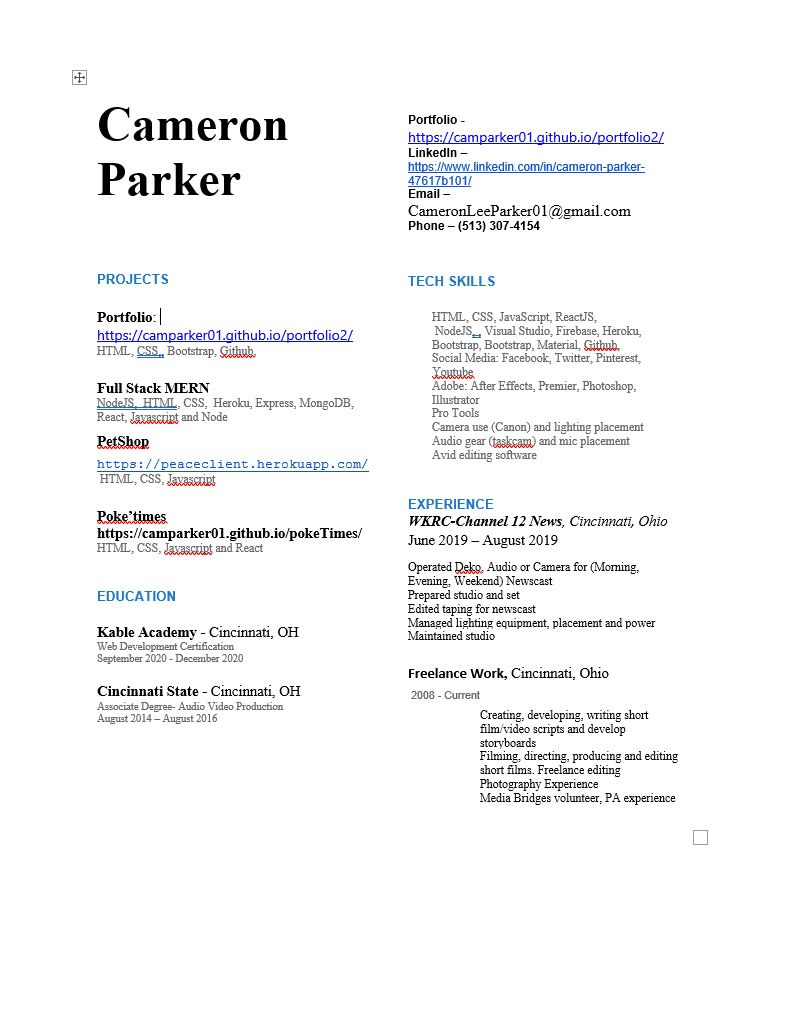 Cameron
Parker
Portfolio -
https://camparker01.github.io/portfolio2/
LinkedIn –
https://www.linkedin.com/in/cameron-parker-
47617b101/
Email –
CameronLeeParker01@gmail.com
Phone – (513) 307-4154
PROJECTS
Portfolio:
https://camparker01.github.io/portfolio2/
HTML, CSS,, Bootstrap, Github,
Full Stack MERN
NodeJS, HTML, CSS, Heroku, Express, MongoDB,
React, Javascript and Node
PetShop
https://peaceclient.herokuapp.com/
HTML, CSS, Javascript
Poke'times
https://camparker01.github.io/pokeTimes/
HTML, CSS, Javascript and React
EDUCATION
Kable Academy - Cincinnati, OH
Web Development Certification
September 2020 - December 2020
Cincinnati State - Cincinnati, OH
Associate Degree- Audio Video Production
August 2014 – August 2016
TECH SKILLS
HTML, CSS, JavaScript, ReactJS,
NodeJS,, Visual Studio, Firebase, Heroku,
Bootstrap, Bootstrap, Material, Github,
Social Media: Facebook, Twitter, Pinterest,
Youtube
Adobe: After Effects, Premier, Photoshop,
Illustrator
Pro Tools
Camera use (Canon) and lighting placement
Audio gear (taskcam) and mic placement
Avid editing software
EXPERIENCE
WKRC-Channel 12 News, Cincinnati, Ohio
June 2019 – August 2019
Operated Deko, Audio or Camera for (Morning,
Evening, Weekend) Newscast
Prepared studio and set
Edited taping for newscast
Managed lighting equipment, placement and power
Maintained studio
Freelance Work, Cincinnati, Ohio
2008 - Current
Creating, developing, writing short
film/video scripts and develop
storyboards
Filming, directing, producing and editing
short films. Freelance editing
Photography Experience
Media Bridges volunteer, PA experience